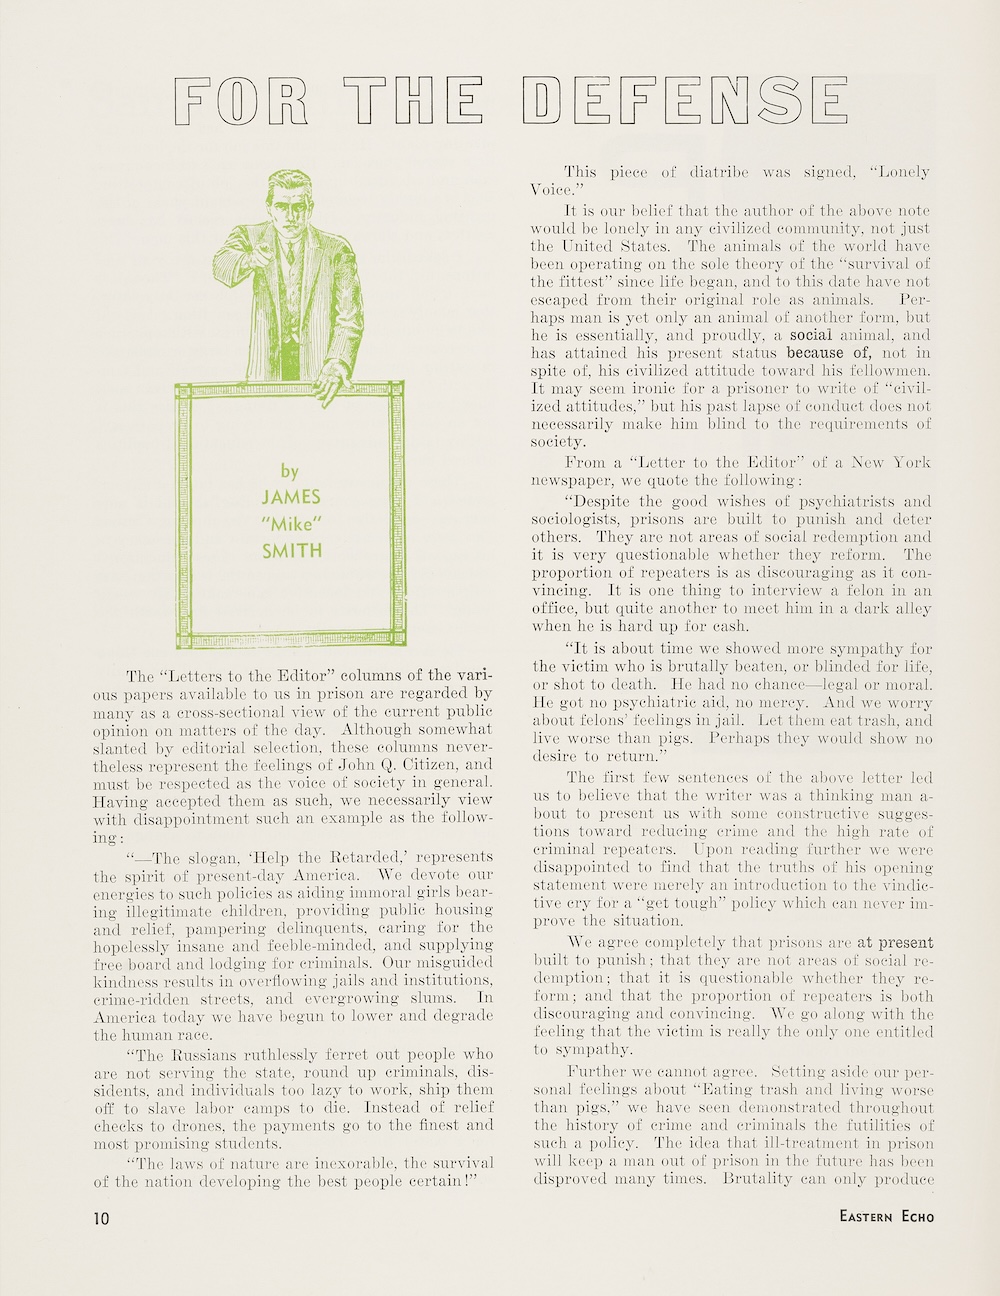 FOR THE DEFENSE
by
JAMES
"Mike"
SMITH
The "Letters to the Editor" columns of the vari-
ous papers available to us in prison are regarded by
many as a cross-sectional view of the current public
opinion on matters of the day. Although somewhat
slanted by editorial selection, these columns never-
theless represent the feelings of John Q. Citizen, and
must be respected as the voice of society in general.
Having accepted them as such, we necessarily view
with disappointment such an example as the follow-
ing:
"—The slogan, 'Help the Retarded,' represents
the spirit of present-day America. We devote our
energies to such policies as aiding immoral girls bear-
ing illegitimate children, providing public housing
and relief, pampering delinquents, caring for the
hopelessly insane and feeble-minded, and supplying
free board and lodging for criminals. Our misguided
kindness results in overflowing jails and institutions,
crime-ridden streets, and evergrowing slums. In
America today we have begun to lower and degrade
the human race.
"The Russians ruthlessly ferret out people who
are not serving the state, round up criminals, dis-
sidents, and individuals too lazy to work, ship them
off to slave labor camps to die. Instead of relief
checks to drones, the payments go to the finest and
most promising students.
"The laws of nature are inexorable, the survival
of the nation developing the best people certain!"
This piece of diatribe was signed, "Lonely
Voice."
It is our belief that the author of the above note
would be lonely in any civilized community, not just
the United States. The animals of the world have
been operating on the sole theory of the "survival of
the fittest" since life began, and to this date have not
escaped from their original role as animals. Per-
haps man is yet only an animal of another form, but
he is essentially, and proudly, a social animal, and
has attained his present status because of, not in
spite of, his civilized attitude toward his fellowmen.
It may seem ironic for a prisoner to write of "civil-
ized attitudes," but his past lapse of conduct does not
necessarily make him blind to the requirements of
society.
From a "Letter to the Editor" of a New York
newspaper, we quote the following:
"Despite the good wishes of psychiatrists and
sociologists, prisons are built to punish and deter
others. They are not areas of social redemption and
it is very questionable whether they reform. The
proportion of repeaters is as discouraging as it con-
vincing. It is one thing to interview a felon in an
office, but quite another to meet him in a dark alley
when he is hard up for cash.
"It is about time we showed more sympathy for
the victim who is brutally beaten, or blinded for life,
or shot to death. He had no chance—legal or moral.
He got no psychiatric aid, no mercy. And we worry
about felons' feelings in jail. Let them eat trash, and
live worse than pigs. Perhaps they would show no
desire to return."
The first few sentences of the above letter led
us to believe that the writer was a thinking man a-
bout to present us with some constructive sugges-
tions toward reducing crime and the high rate of
criminal repeaters. Upon reading further we were
disappointed to find that the truths of his opening
statement were merely an introduction to the vindic-
tive cry for a "get tough" policy which can never im-
prove the situation.
We agree completely that prisons are at present
built to punish; that they are not areas of social re-
demption; that it is questionable whether they re-
form; and that the proportion of repeaters is both
discouraging and convincing. We go along with the
feeling that the victim is really the only one entitled
to sympathy.
Further we cannot agree. Setting aside our per-
sonal feelings about "Eating trash and living worse
than pigs," we have seen demonstrated throughout
the history of crime and criminals the futilities of
such a policy. The idea that ill-treatment in prison
will keep a man out of prison in the future has been
disproved many times. Brutality can only produce
10
EASTERN ECHO